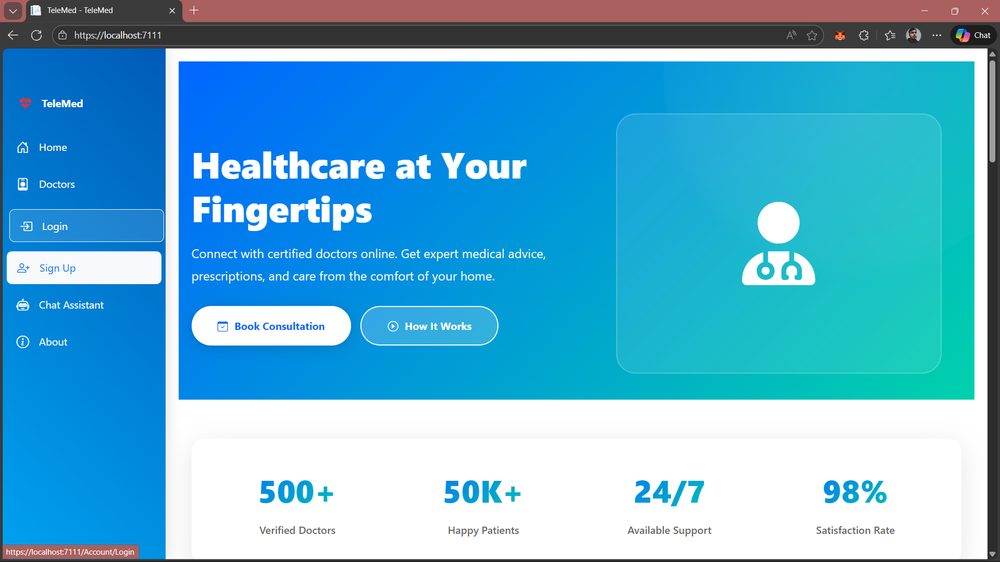 TeleMed - TeleMed
https://localhost:7111
Chat
TeleMed
Home
Doctors
Login
Sign Up
Chat Assistant
About
Healthcare at Your
Fingertips
Connect with certified doctors online. Get expert medical advice,
prescriptions, and care from the comfort of your home.
Book Consultation
How It Works
500+
Verified Doctors
50K+
Happy Patients
24/7
Available Support
98%
Satisfaction Rate
https://localhost:7111/Account/Login